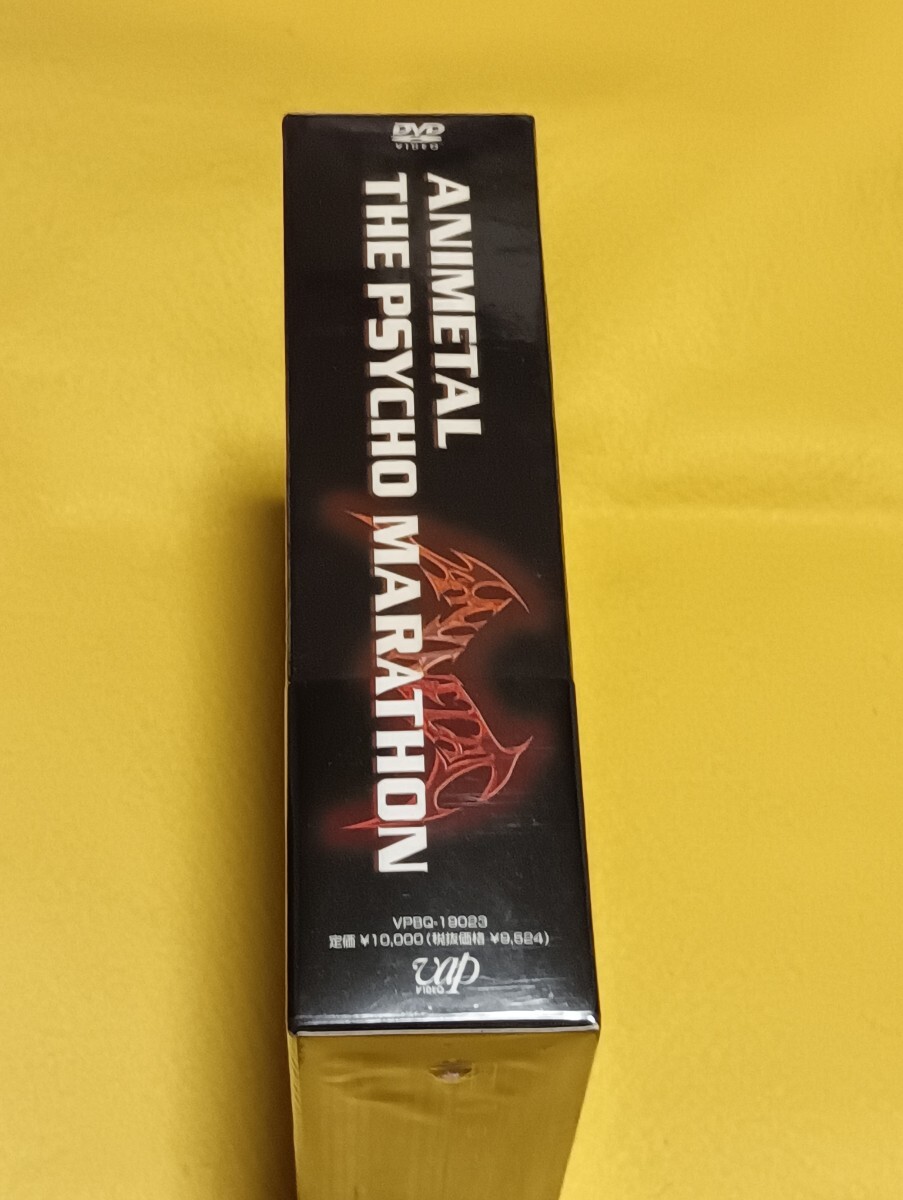 DVD
VIDEO
ANIMETAL
THE PSYCHO MARATHON
ANIMETAL
VPBQ-19023
定価 ¥10,000(税抜価格 ¥9,524)
vap
VIDEO